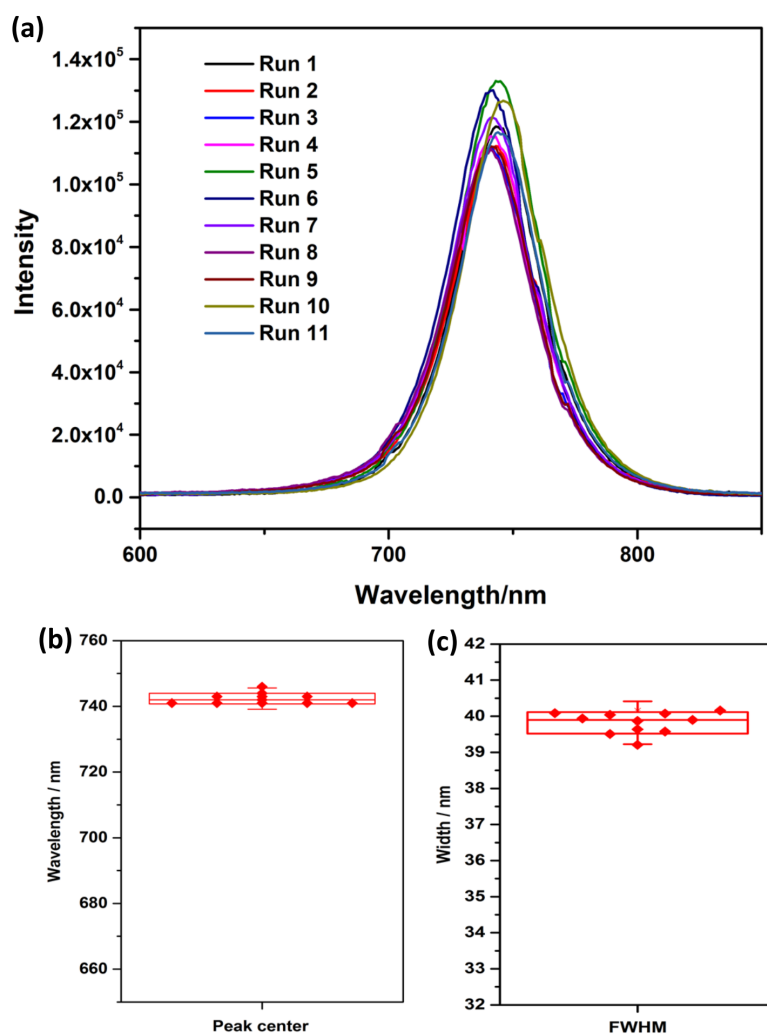 (a)
1.4x10⁵
1.2x10⁵
1.0x10⁵
8.0x10⁴
6.0x10⁴
4.0x10⁴
2.0x10⁴
0.0
Intensity
Run 1
Run 2
Run 3
Run 4
Run 5
Run 6
Run 7
Run 8
Run 9
Run 10
Run 11
600
700
800
Wavelength/nm
(b)
760
740
720
700
680
660
Wavelength / nm
Peak center
(c)
42
41
40
39
38
37
36
35
34
33
32
Width / nm
FWHM